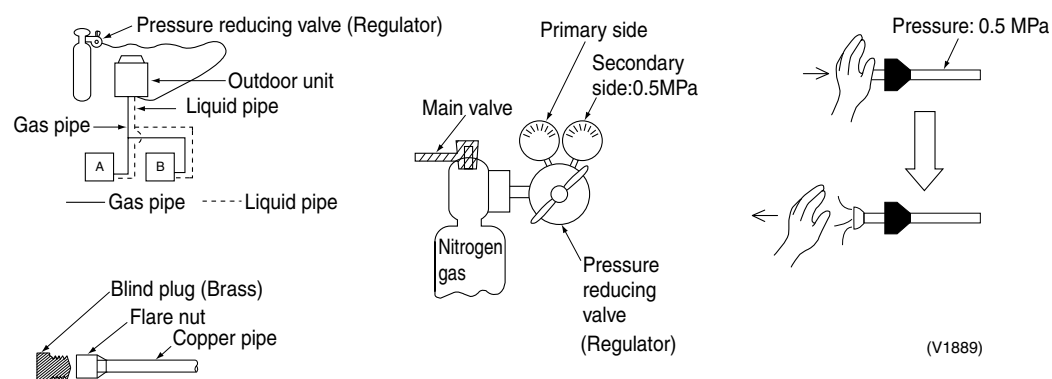 Pressure reducing valve (Regulator)
Outdoor unit
Liquid pipe
Gas pipe
A
B
Gas pipe
Liquid pipe
Blind plug (Brass)
Flare nut
Copper pipe
Primary side
Secondary
side:0.5MPa
Main valve
Nitrogen
gas
Pressure
reducing
valve
(Regulator)
Pressure: 0.5 MPa
(V1889)